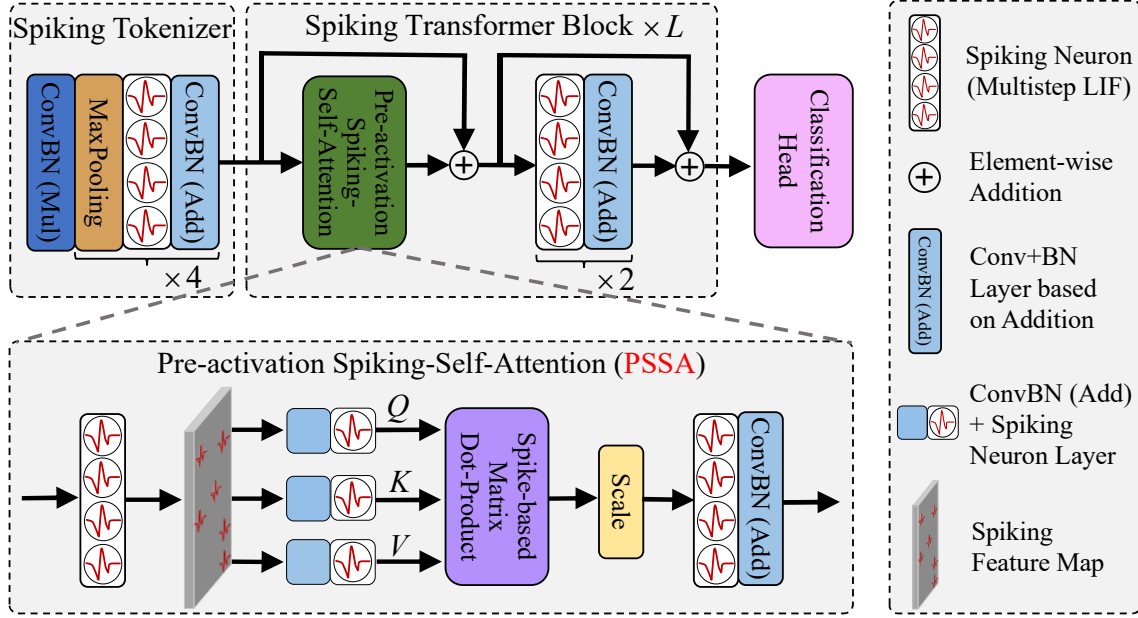 Spiking Tokenizer
ConvBN (Mul)
MaxPooling
ConvBN (Add)
×4
Spiking Transformer Block ×L
Pre-activation
Spiking-
Self-Attention
ConvBN (Add)
×2
Classification
Head
Pre-activation Spiking-Self-Attention (PSSA)
Q
K
V
Spike-based
Matrix
Dot-Product
Scale
ConvBN (Add)
Spiking Neuron
(Multistep LIF)
Element-wise
Addition
ConvBN (Add)
Conv+BN
Layer based
on Addition
ConvBN (Add)
+ Spiking
Neuron Layer
Spiking
Feature Map